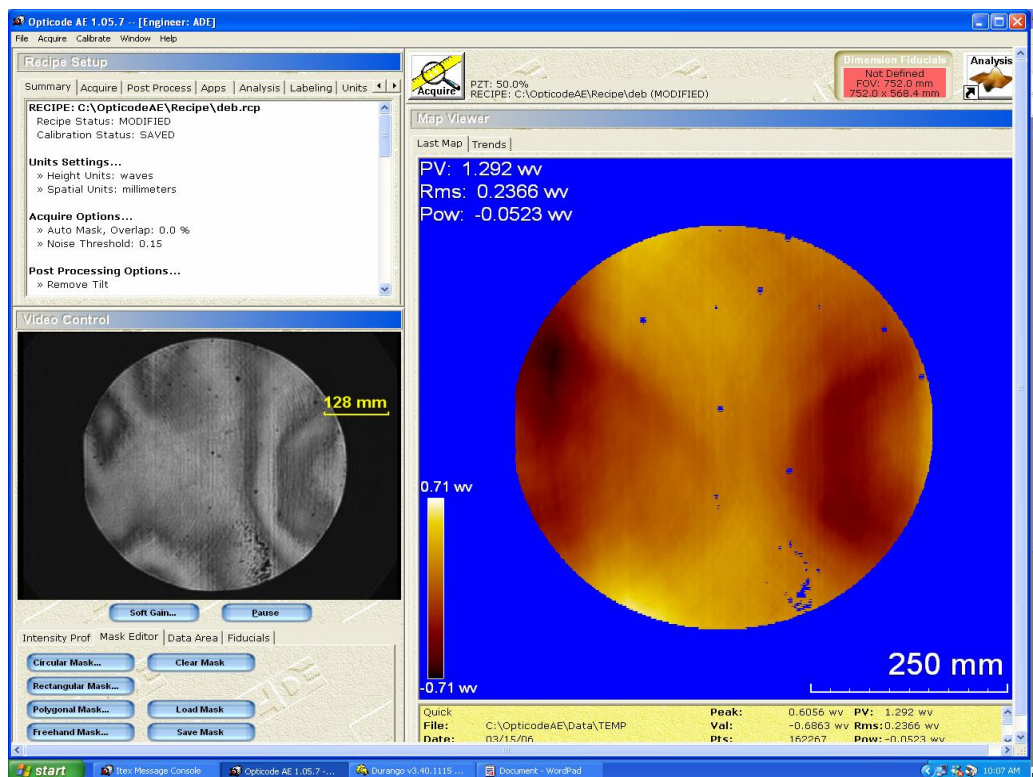 Opticode AE 1.05.7 -- [Engineer: ADE]
File Acquire Calibrate Window Help
Recipe Setup
Summary Acquire Post Process Apps Analysis Labeling Units
RECIPE: C:\OpticodeAE\Recipe\deb.rcp
Recipe Status: MODIFIED
Calibration Status: SAVED
Units Settings...
» Height Units: waves
» Spatial Units: millimeters
Acquire Options...
» Auto Mask, Overlap: 0.0 %
» Noise Threshold: 0.15
Post Processing Options...
» Remove Tilt
Video Control
128 mm
Soft Gain... Pause
Intensity Prof Mask Editor Data Area Fiducials
Circular Mask... Clear Mask
Rectangular Mask...
Polygonal Mask... Load Mask
Freehand Mask... Save Mask
ADE
Acquire
PZT: 50.0%
RECIPE: C:\OpticodeAE\Recipe\deb (MODIFIED)
Dimension Fiducials
Not Defined
FOV: 752.0 mm
752.0 x 568.4 mm
Analysis
Map Viewer
Last Map Trends
PV: 1.292 wv
Rms: 0.2366 wv
Pow: -0.0523 wv
0.71 wv
-0.71 wv
250 mm
Quick Peak: 0.6056 wv PV: 1.292 wv
File: C:\OpticodeAE\Data\TEMP Val: -0.6863 wv Rms: 0.2366 wv
Date: 03/15/06 Pts: 162267 Pow: -0.0523 wv
start Itex Message Console Opticode AE 1.05.7 -... Durango v3.40.1115 ... Document - WordPad 10:07 AM